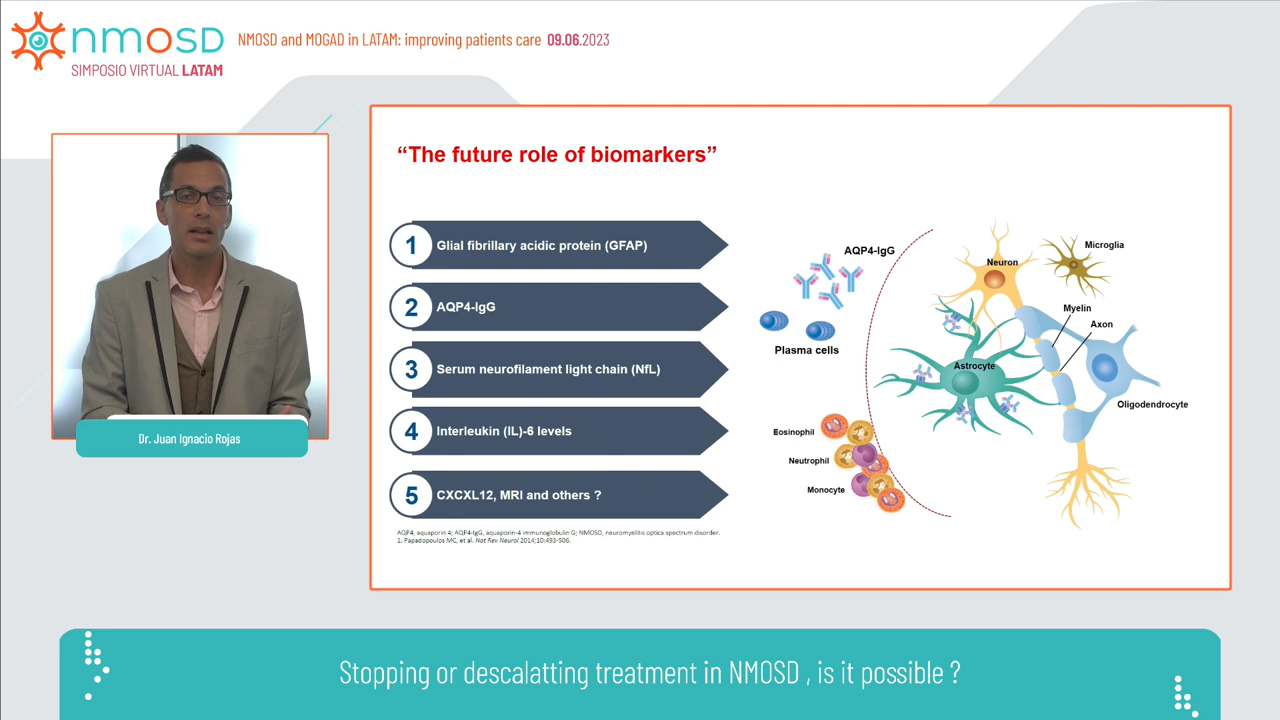 nmosd
SIMPOSIO VIRTUAL LATAM
NMOSD and MOGAD in LATAM: improving patients care 09.06.2023
Dr. Juan Ignacio Rojas
“The future role of biomarkers”
1 Glial fibrillary acidic protein (GFAP)
2 AQP4-IgG
3 Serum neurofilament light chain (NfL)
4 Interleukin (IL)-6 levels
5 CXCXL12, MRI and others ?
AQP4-IgG
Plasma cells
Eosinophil
Neutrophil
Monocyte
Neuron
Microglia
Myelin
Axon
Astrocyte
Oligodendrocyte
AQP4, aquaporin 4; AQP4-IgG, aquaporin-4 immunoglobulin G; NMOSD, neuromyelitis optica spectrum disorder.
1. Papadopoulos MC, et al. Nat Rev Neurol 2014;10:493-506.
Stopping or descalatting treatment in NMOSD , is it possible ?